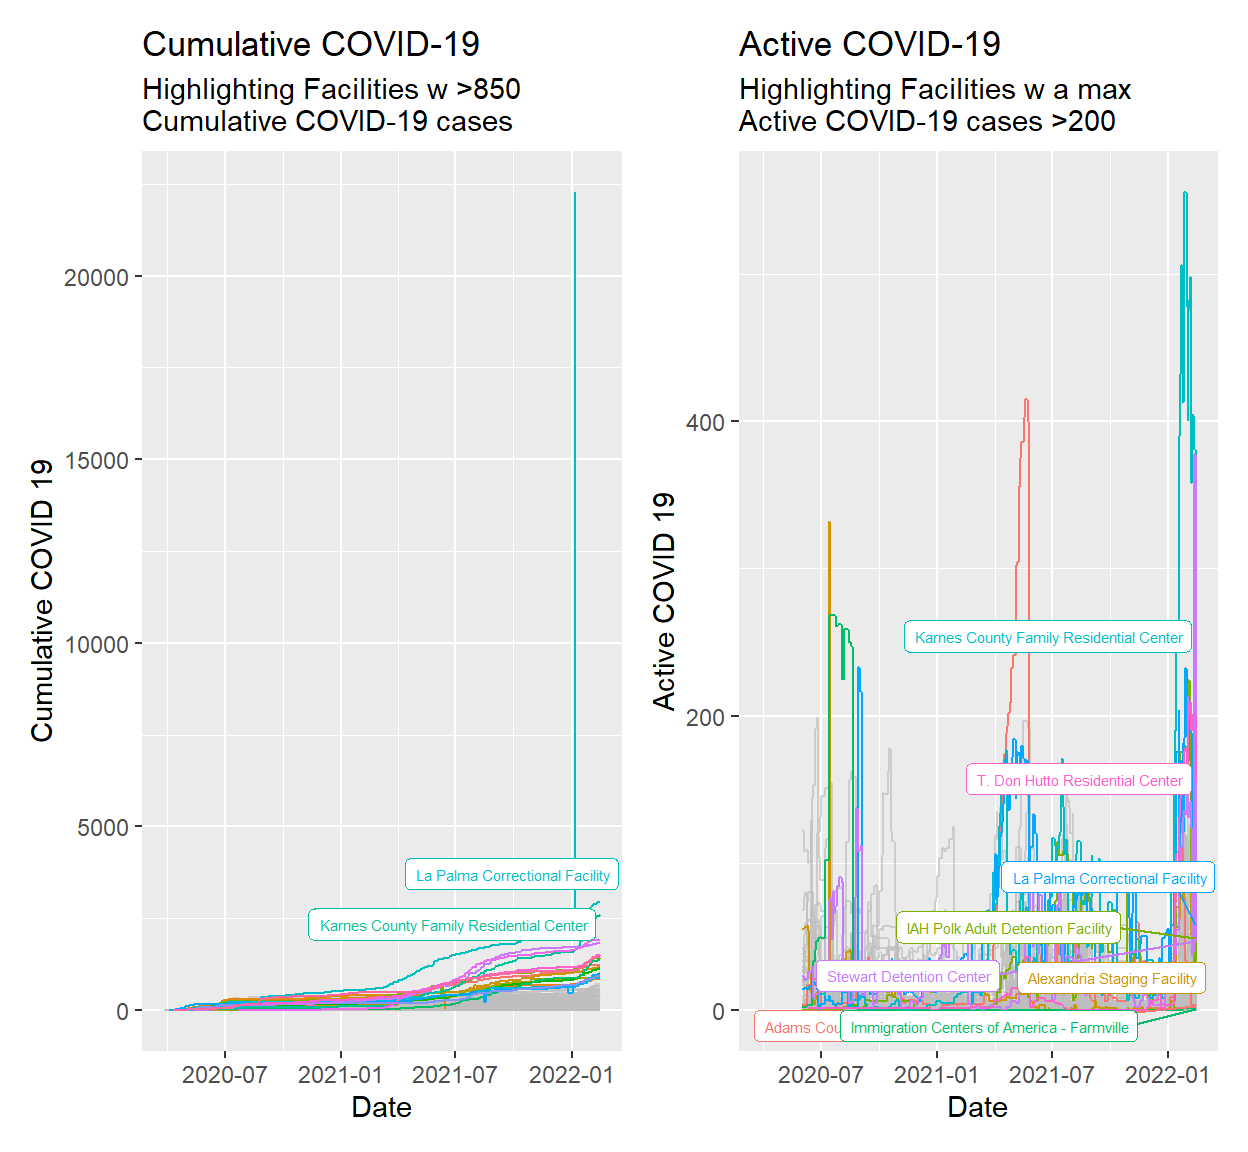 Cumulative COVID-19
Highlighting Facilities w >850
Cumulative COVID-19 cases
Cumulative COVID 19
20000
15000
10000
5000
0
La Palma Correctional Facility
Karnes County Family Residential Center
2020-07
2021-01
2021-07
2022-01
Date
Active COVID-19
Highlighting Facilities w a max
Active COVID-19 cases >200
Active COVID 19
400
200
0
Karnes County Family Residential Center
T. Don Hutto Residential Center
La Palma Correctional Facility
IAH Polk Adult Detention Facility
Stewart Detention Center
Alexandria Staging Facility
Adams Cou
Immigration Centers of America - Farmville
2020-07
2021-01
2021-07
2022-01
Date